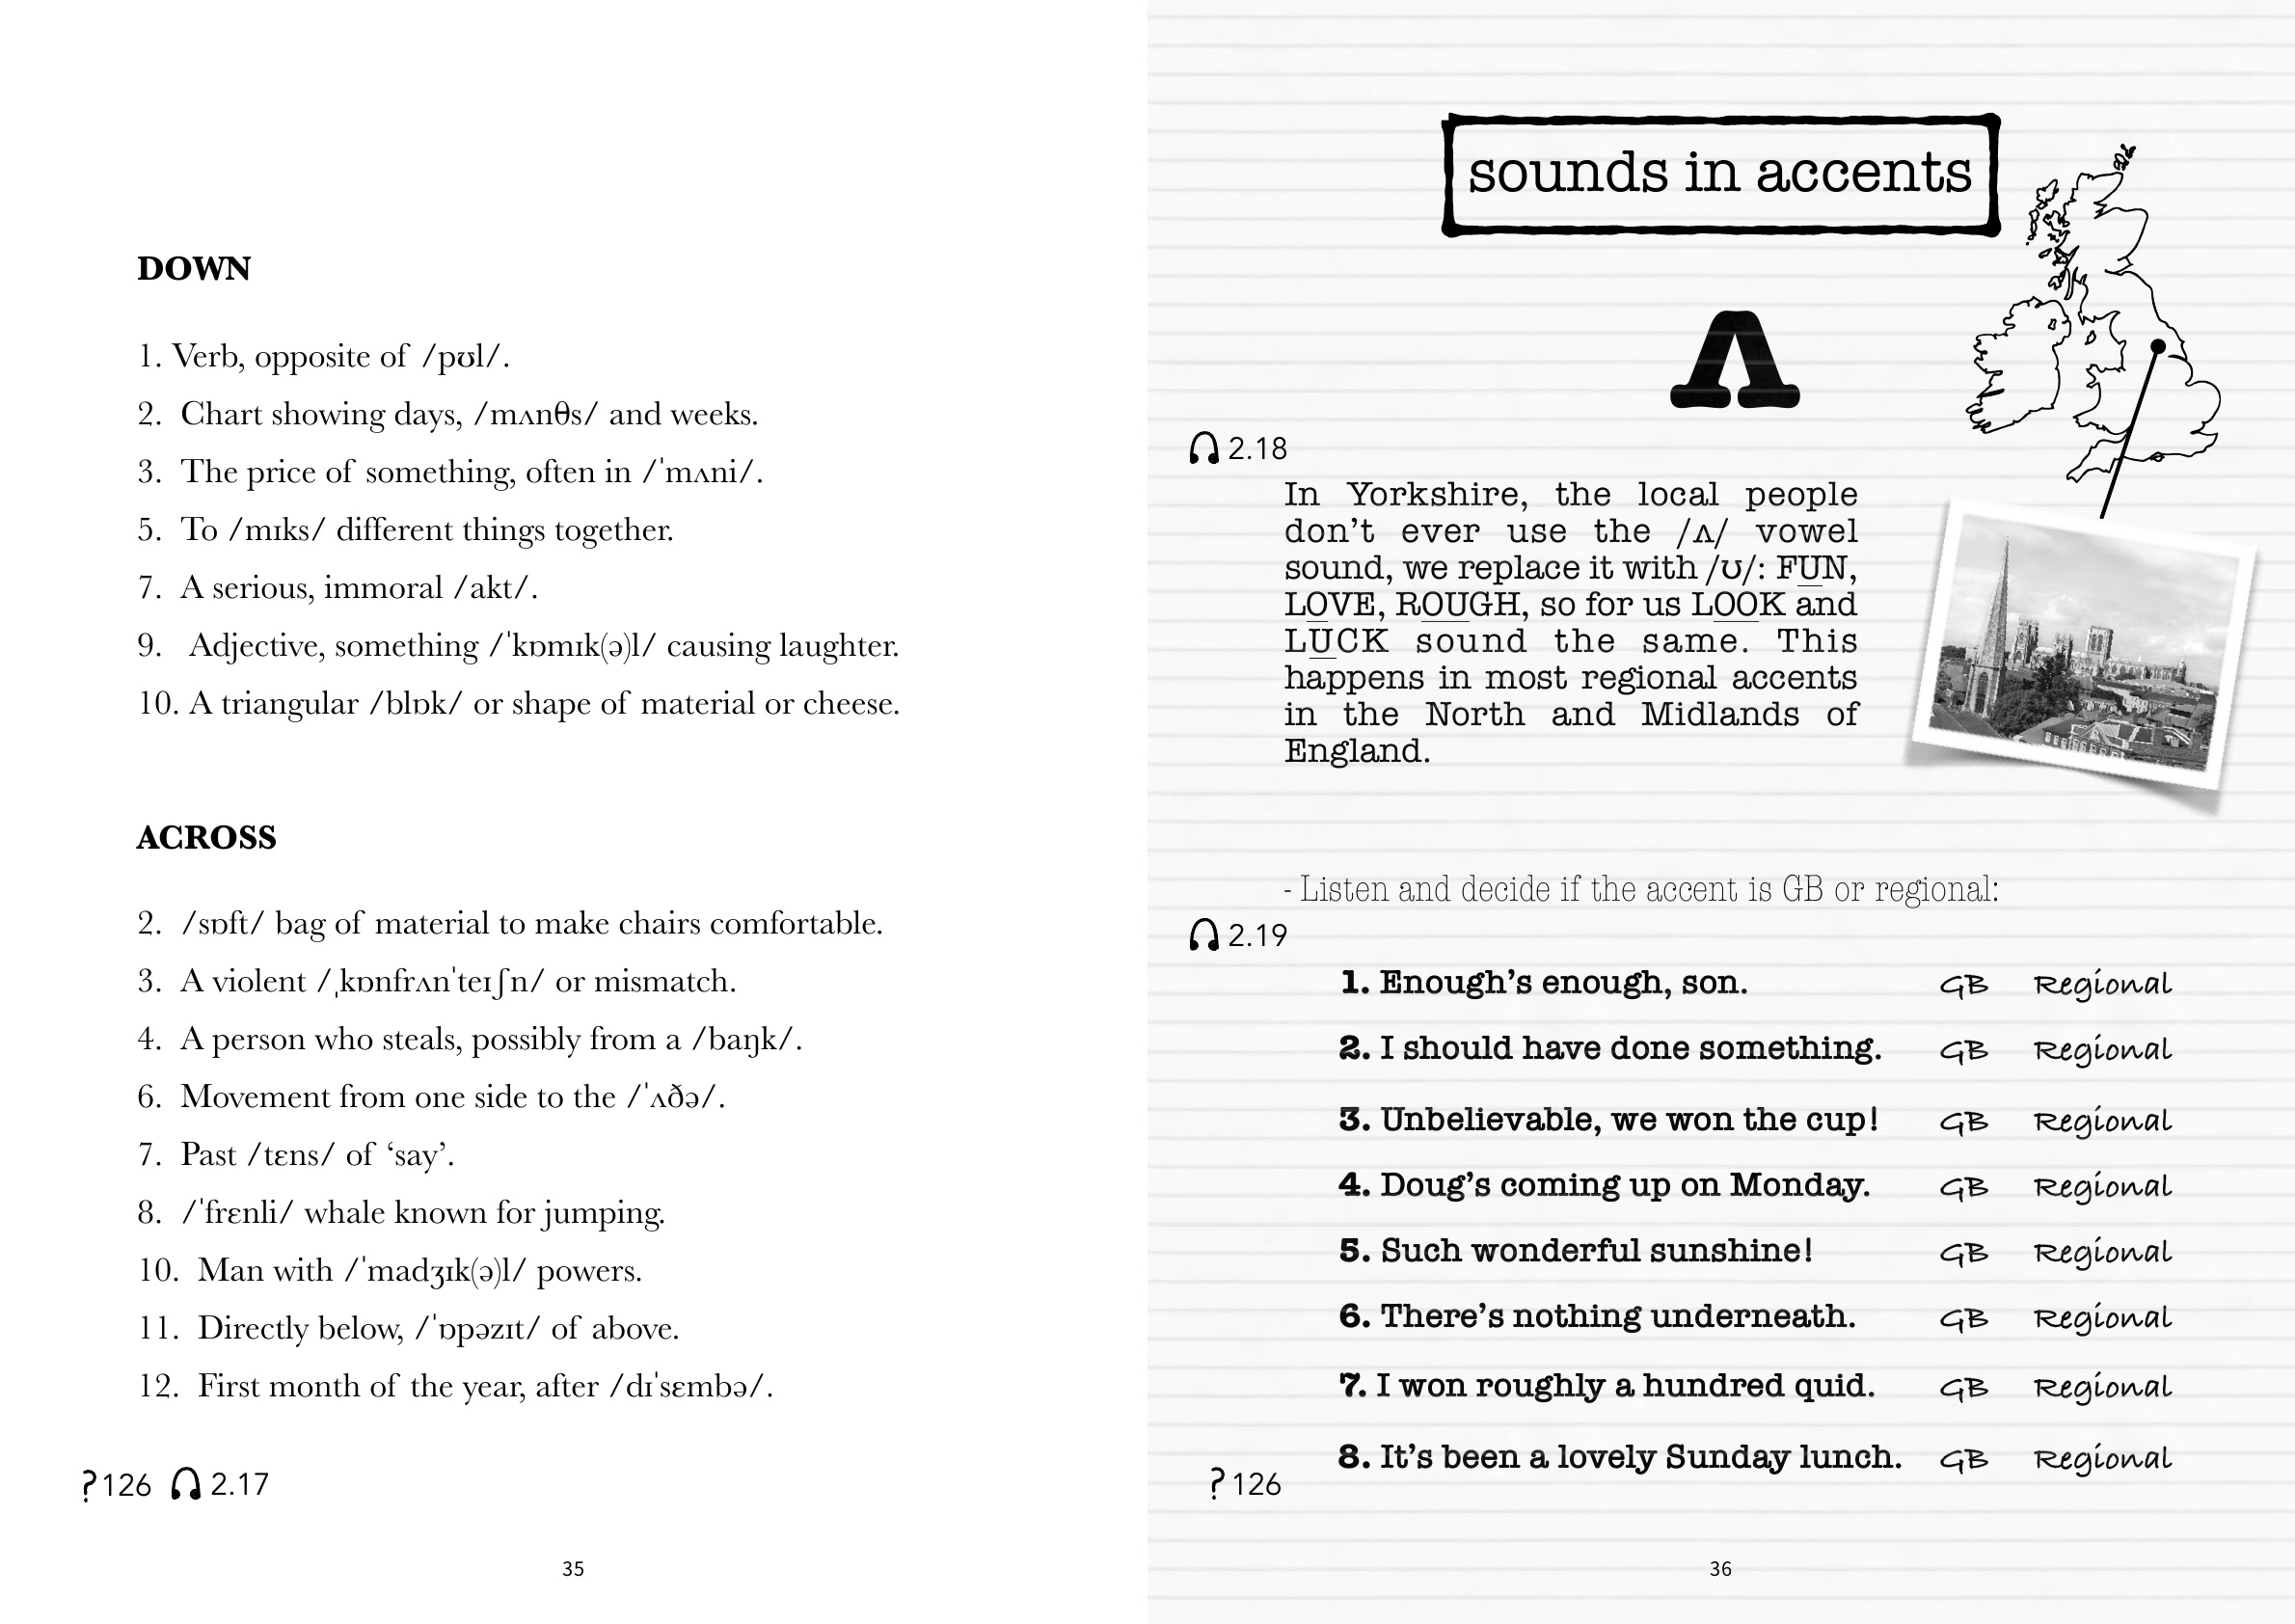 DOWN
1. Verb, opposite of /pʊl/.
2. Chart showing days, /mʌnθs/ and weeks.
3. The price of something, often in /ˈmʌni/.
5. To /mɪks/ different things together.
7. A serious, immoral /akt/.
9. Adjective, something /ˈkɒmɪk(ə)l/ causing laughter.
10. A triangular /blɒk/ or shape of material or cheese.
ACROSS
2. /sɒft/ bag of material to make chairs comfortable.
3. A violent /ˌkɒnfrʌnˈteɪʃn/ or mismatch.
4. A person who steals, possibly from a /baŋk/.
6. Movement from one side to the /ˈʌðə/.
7. Past /tɛns/ of ‘say’.
8. /ˈfrɛnli/ whale known for jumping.
10. Man with /ˈmadʒɪk(ə)l/ powers.
11. Directly below, /ˈɒppəzɪt/ of above.
12. First month of the year, after /dɪˈsɛmbə/.
?126 2.17
35
sounds in accents
ʌ
2.18
In Yorkshire, the local people
don’t ever use the /ʌ/ vowel
sound, we replace it with /ʊ/: FUN,
LOVE, ROUGH, so for us LOOK and
LUCK sound the same. This
happens in most regional accents
in the North and Midlands of
England.
- Listen and decide if the accent is GB or regional:
2.19
1. Enough’s enough, son. GB Regional
2. I should have done something. GB Regional
3. Unbelievable, we won the cup! GB Regional
4. Doug’s coming up on Monday. GB Regional
5. Such wonderful sunshine! GB Regional
6. There’s nothing underneath. GB Regional
7. I won roughly a hundred quid. GB Regional
8. It’s been a lovely Sunday lunch. GB Regional
?126
36